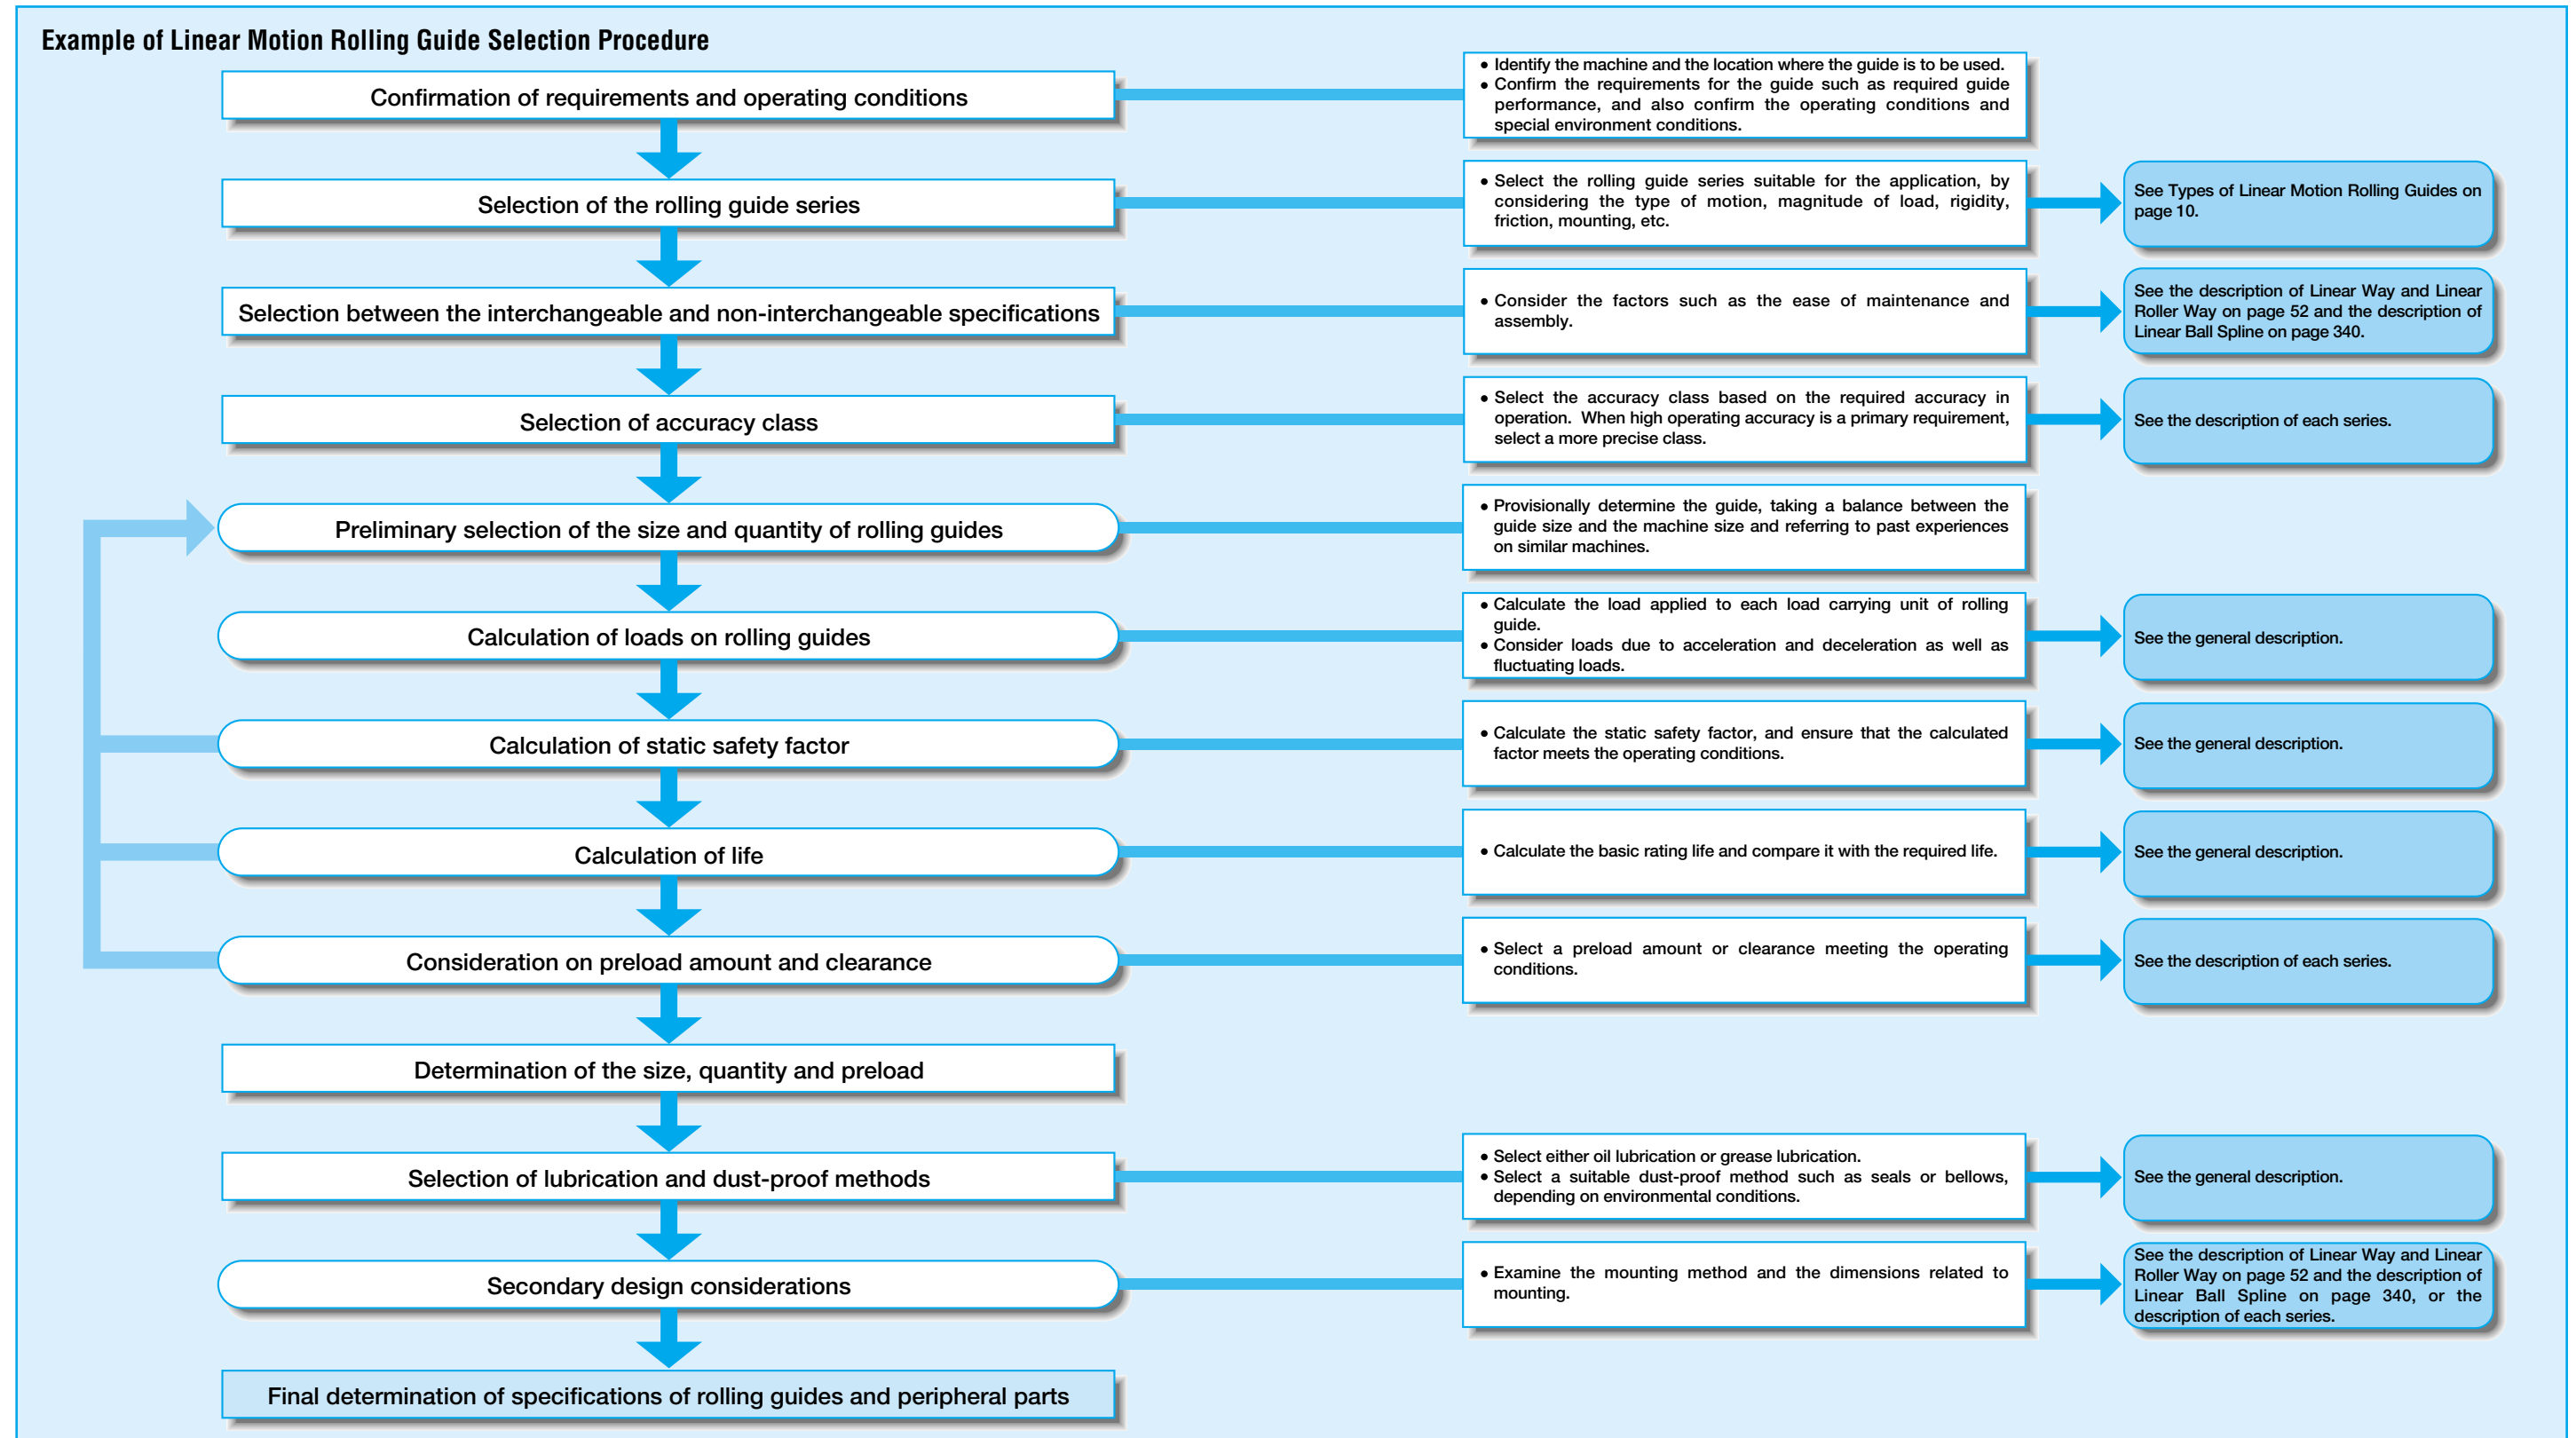 Example of Linear Motion Rolling Guide Selection Procedure
Confirmation of requirements and operating conditions
• Identify the machine and the location where the guide is to be used.
• Confirm the requirements for the guide such as required guide
performance, and also confirm the operating conditions and
special environment conditions.
Selection of the rolling guide series
• Select the rolling guide series suitable for the application, by
considering the type of motion, magnitude of load, rigidity,
friction, mounting, etc.
See Types of Linear Motion Rolling Guides on
page 10.
Selection between the interchangeable and non-interchangeable specifications
• Consider the factors such as the ease of maintenance and
assembly.
See the description of Linear Way and Linear
Roller Way on page 52 and the description of
Linear Ball Spline on page 340.
Selection of accuracy class
• Select the accuracy class based on the required accuracy in
operation. When high operating accuracy is a primary requirement,
select a more precise class.
See the description of each series.
Preliminary selection of the size and quantity of rolling guides
• Provisionally determine the guide, taking a balance between the
guide size and the machine size and referring to past experiences
on similar machines.
Calculation of loads on rolling guides
• Calculate the load applied to each load carrying unit of rolling
guide.
• Consider loads due to acceleration and deceleration as well as
fluctuating loads.
See the general description.
Calculation of static safety factor
• Calculate the static safety factor, and ensure that the calculated
factor meets the operating conditions.
See the general description.
Calculation of life
• Calculate the basic rating life and compare it with the required life.
See the general description.
Consideration on preload amount and clearance
• Select a preload amount or clearance meeting the operating
conditions.
See the description of each series.
Determination of the size, quantity and preload
Selection of lubrication and dust-proof methods
• Select either oil lubrication or grease lubrication.
• Select a suitable dust-proof method such as seals or bellows,
depending on environmental conditions.
See the general description.
Secondary design considerations
• Examine the mounting method and the dimensions related to
mounting.
See the description of Linear Way and Linear
Roller Way on page 52 and the description of
Linear Ball Spline on page 340, or the
description of each series.
Final determination of specifications of rolling guides and peripheral parts